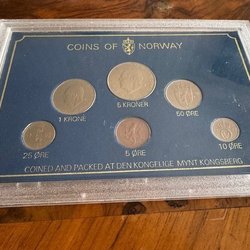 COINS OF NORWAY
1 KRONE
5 KRONER
50 ØRE
25 ØRE
5 ØRE
10 ØRE
COINED AND PACKED AT DEN KONGELIGE MYNT KONGSBERG